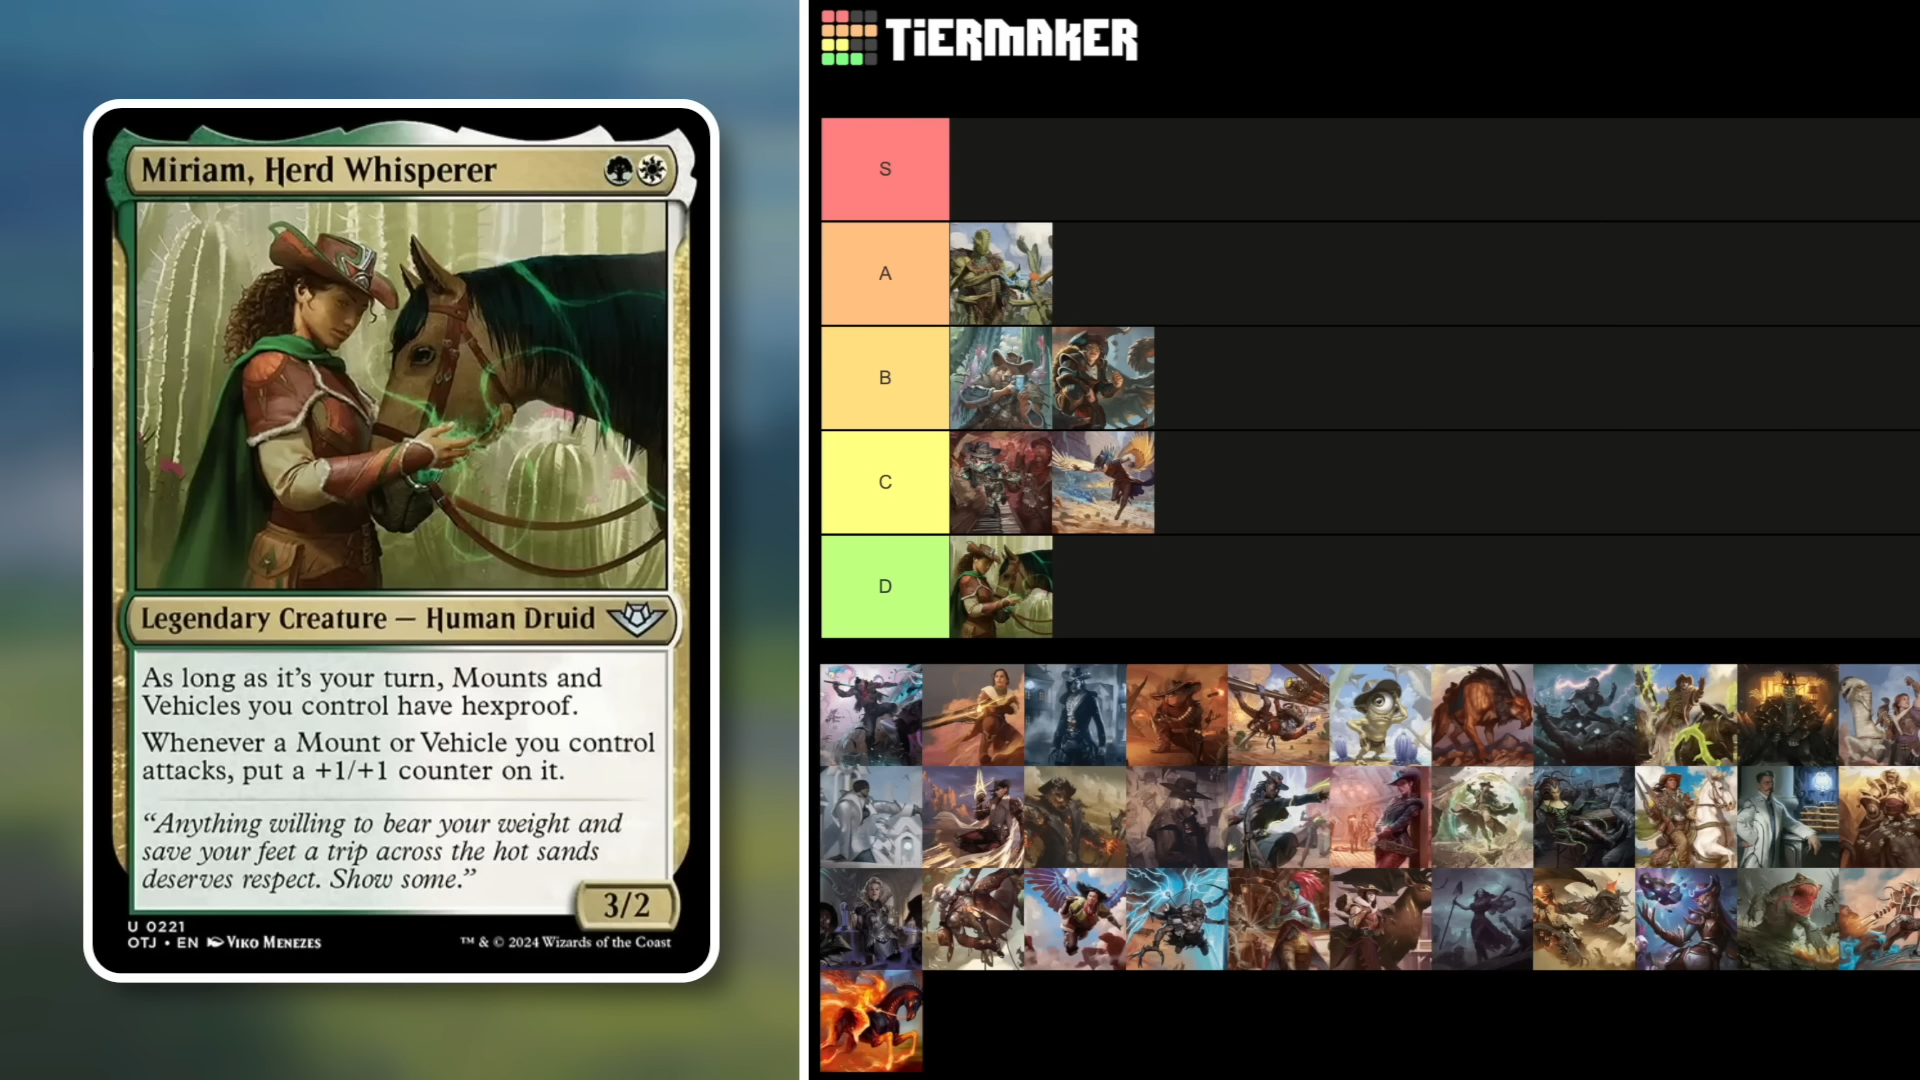 Miriam, Herd Whisperer
Legendary Creature — Human Druid
As long as it's your turn, Mounts and
Vehicles you control have hexproof.
Whenever a Mount or Vehicle you control
attacks, put a +1/+1 counter on it.
“Anything willing to bear your weight and
save your feet a trip across the hot sands
deserves respect. Show some.”
3/2
U 0221
OTJ • EN VIKO MENEZES
™ & © 2024 Wizards of the Coast
TiERMAKER
S
A
B
C
D